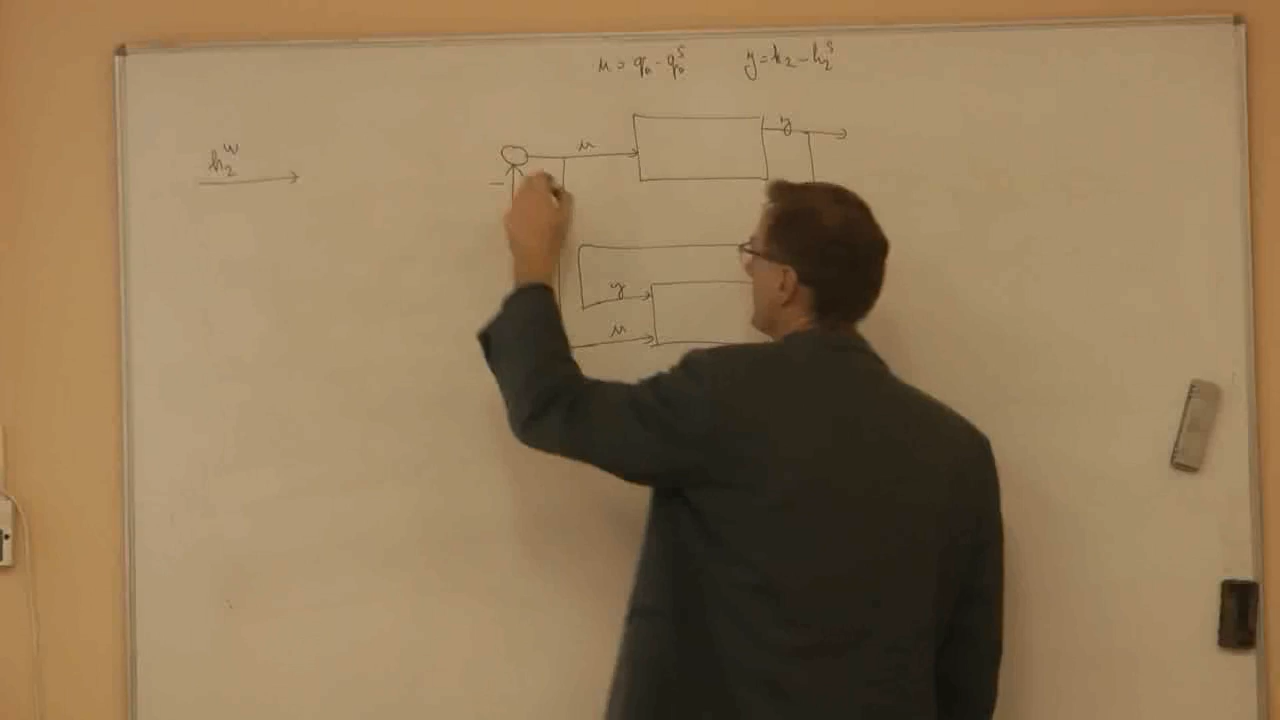 u = q₀ - q₀ˢ y = h₂ - h₂ˢ
h₂ʷ
u
y
y
u